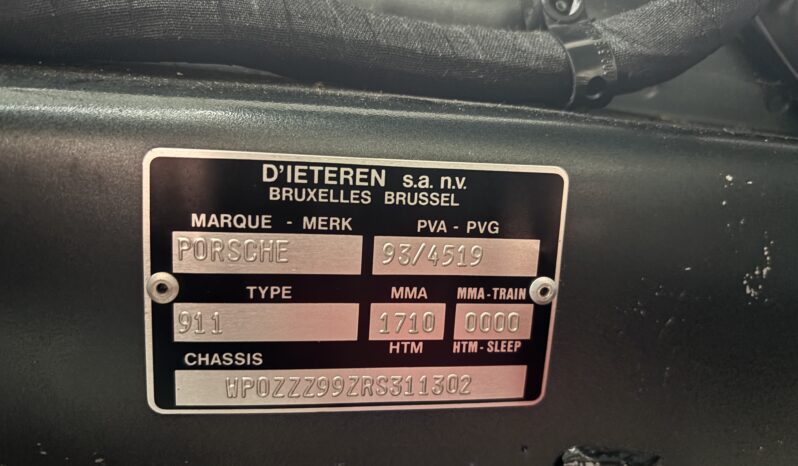 D'IETEREN s.a. n.v.
BRUXELLES BRUSSEL
MARQUE - MERK PVA - PVG
PORSCHE 93/4519
TYPE MMA MMA-TRAIN
911 1710 0000
HTM HTM-SLEEP
CHASSIS
WP0ZZZ99ZRS311302